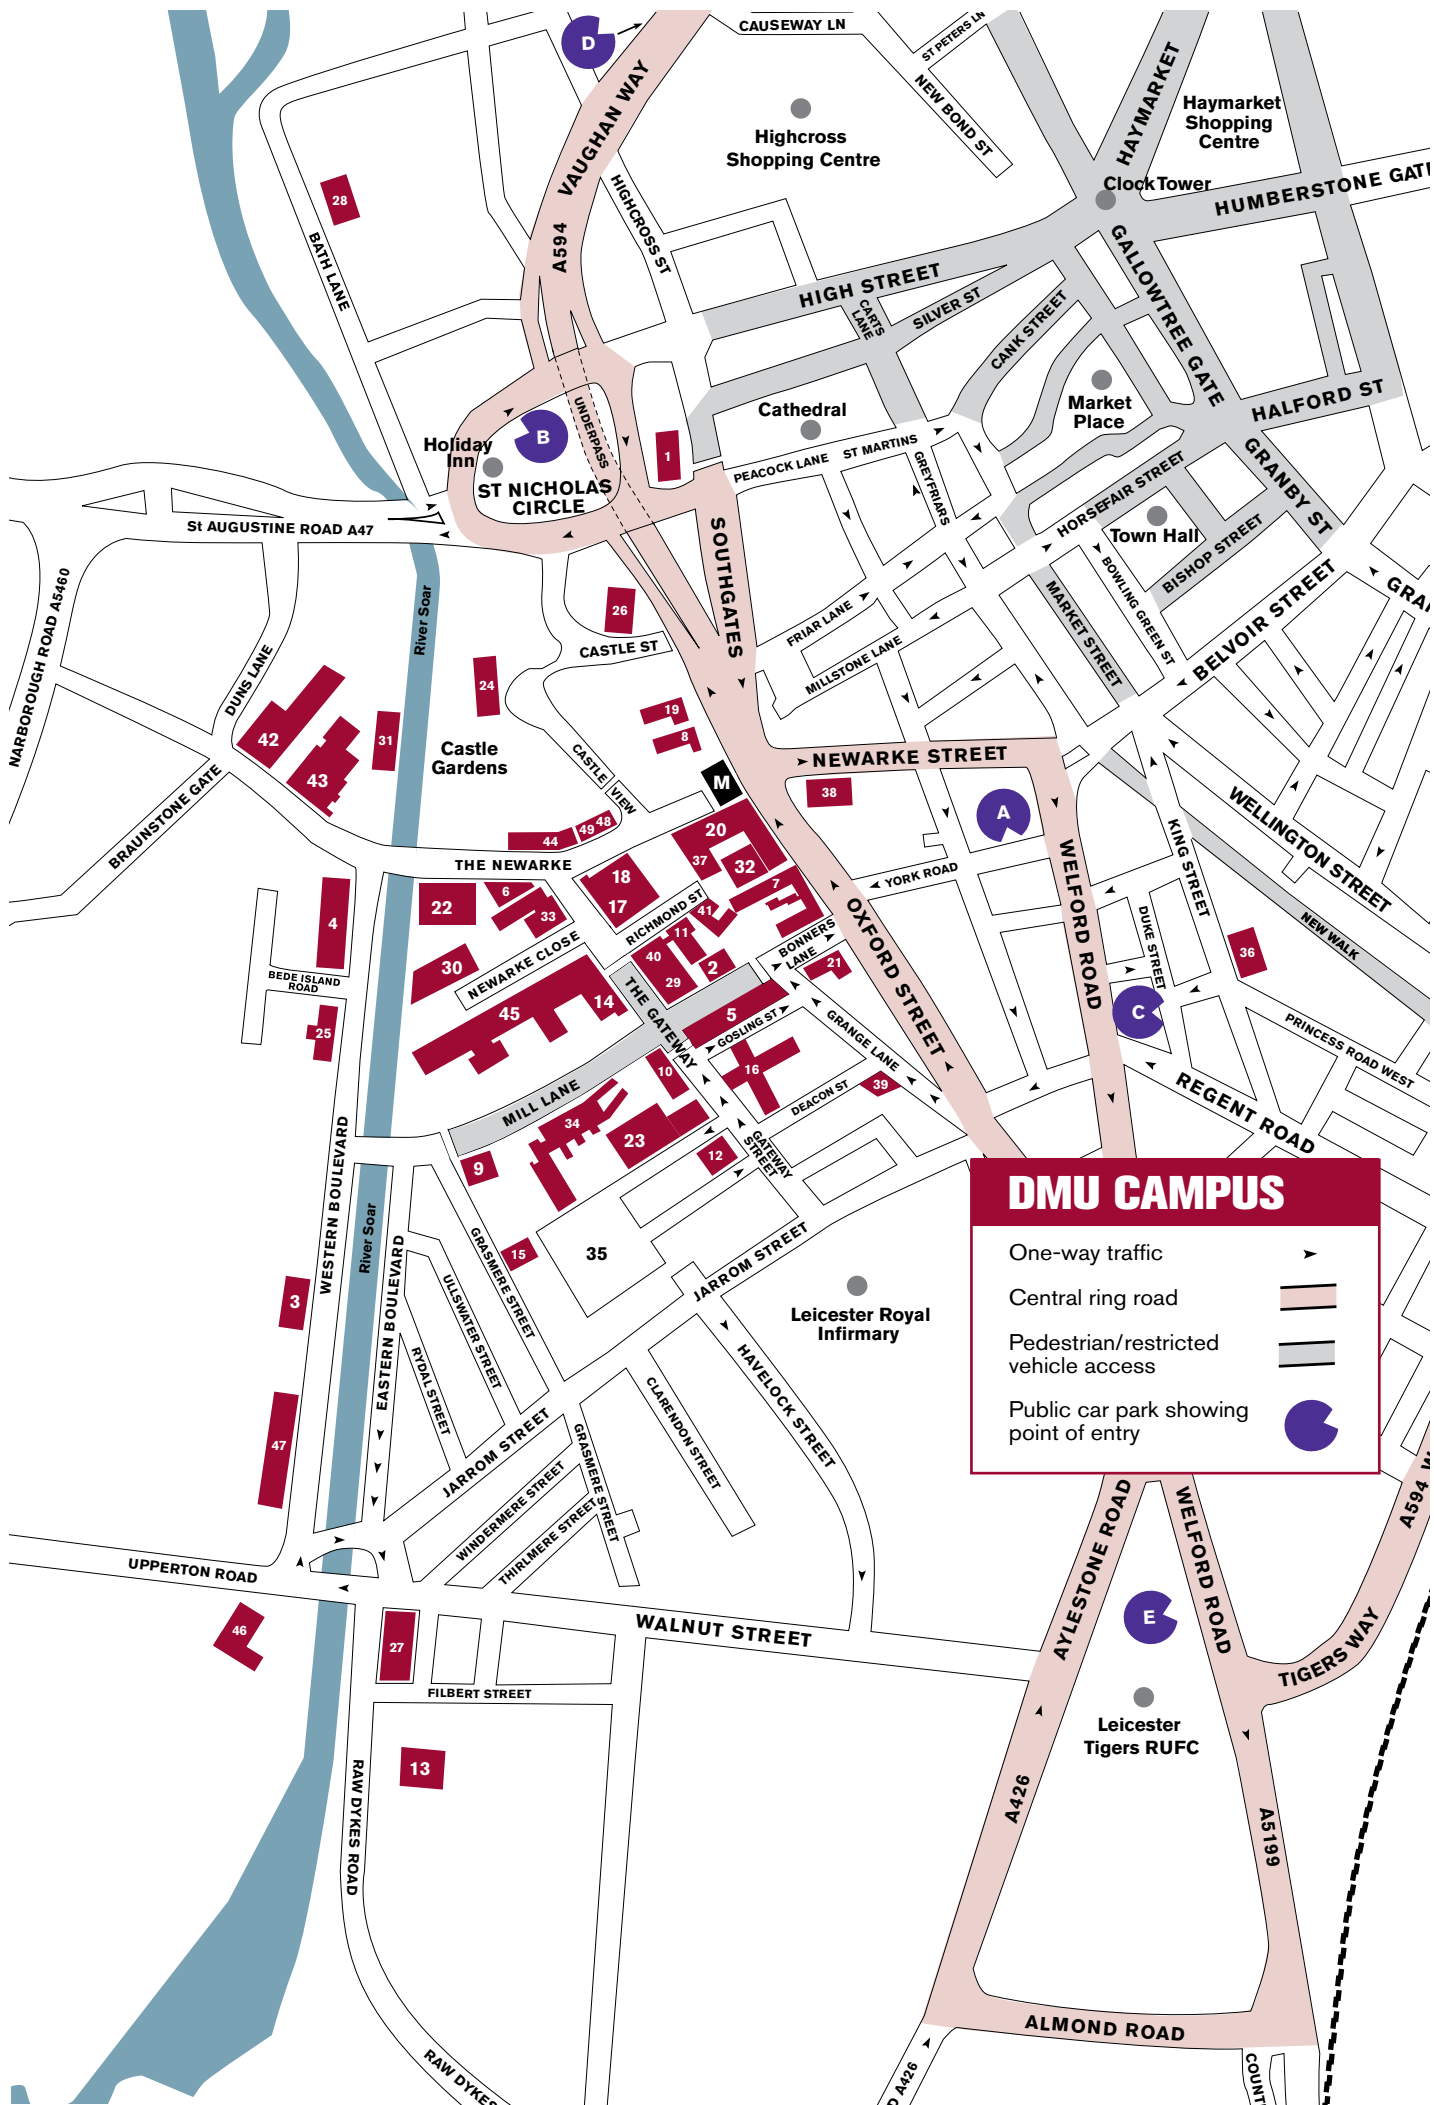 CAUSEWAY LN
ST PETERS LN
D
VAUGHAN WAY
NEW BOND ST
HAYMARKET
Haymarket
Shopping
Centre
Highcross
Shopping Centre
Clock Tower
HUMBERSTONE GATE
28
BATH LANE
A594
HIGHCROSS ST
GALLOWTREE GATE
HIGH STREET
CARTS
LANE
SILVER ST
CANK STREET
Market
Place
HALFORD ST
Cathedral
UNDERPASS
B
Holiday
Inn
1
ST NICHOLAS
CIRCLE
PEACOCK LANE
ST MARTINS
GREYFRIARS
HORSEFAIR STREET
GRANBY ST
St AUGUSTINE ROAD A47
SOUTHGATES
Town Hall
BISHOP STREET
BOWLING GREEN ST
MARKET STREET
BELVOIR STREET
GRA
NARBOROUGH ROAD A5460
River Soar
26
CASTLE ST
FRIAR LANE
MILLSTONE LANE
DUNS LANE
24
19
8
42
43
31
Castle
Gardens
CASTLE
VIEW
M
NEWARKE STREET
38
A
BRAUNSTONE GATE
44
49
48
THE NEWARKE
20
37
32
7
YORK ROAD
WELFORD ROAD
KING STREET
WELLINGTON STREET
NEW WALK
4
22
6
33
18
17
RICHMOND ST
41
11
BONNERS
LANE
OXFORD STREET
DUKE STREET
36
BEDE ISLAND
ROAD
30
NEWARKE CLOSE
40
29
2
21
25
45
14
THE GATEWAY
5
GOSLING ST
GRANGE LANE
C
PRINCESS ROAD WEST
MILL LANE
10
16
DEACON ST
39
REGENT ROAD
34
23
12
GATEWAY
STREET
9
WESTERN BOULEVARD
River Soar
EASTERN BOULEVARD
15
35
GRASMERE STREET
ULLSWATER STREET
RYDAL STREET
JARROM STREET
Leicester Royal
Infirmary
DMU CAMPUS
One-way traffic
Central ring road
Pedestrian/restricted
vehicle access
Public car park showing
point of entry
3
47
HAVELOCK STREET
CLARENDON STREET
JARROM STREET
GRASMERE STREET
WINDERMERE STREET
THIRLMERE STREET
UPPERTON ROAD
46
27
WALNUT STREET
FILBERT STREET
13
RAW DYKES ROAD
RAW DYKES
AYLESTONE ROAD
WELFORD ROAD
A594 W
E
TIGERS WAY
Leicester
Tigers RUFC
A426
A5199
ALMOND ROAD
D A426
COUNT